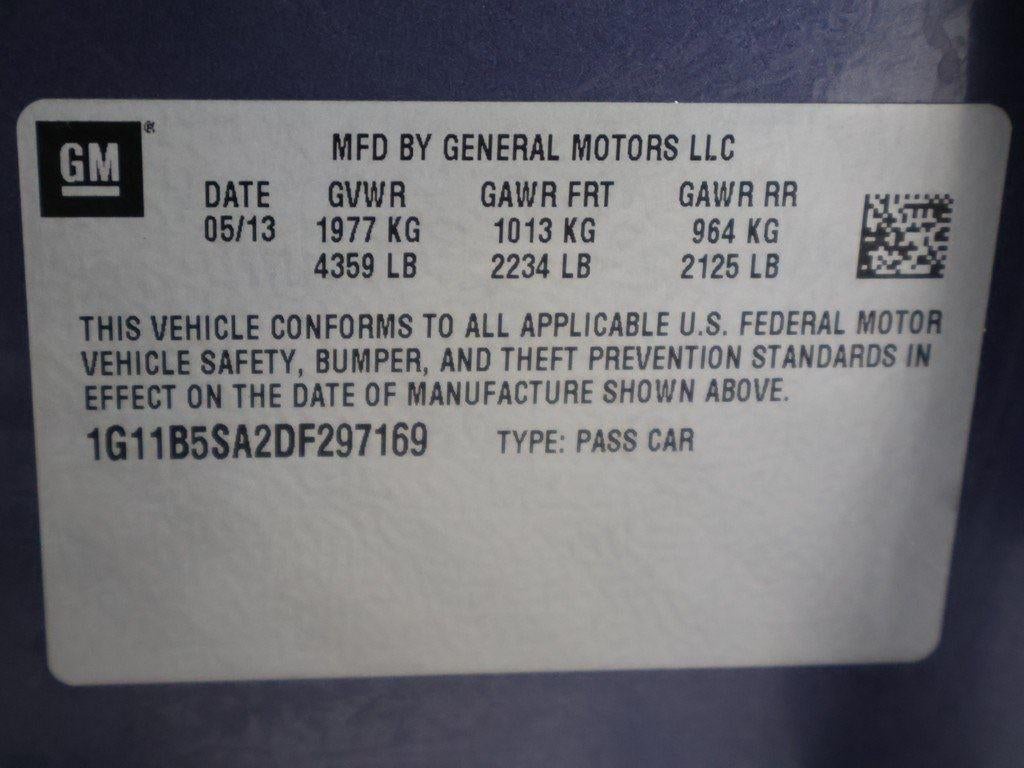 GM
MFD BY GENERAL MOTORS LLC
DATE GVWR GAWR FRT GAWR RR
05/13 1977 KG 1013 KG 964 KG
4359 LB 2234 LB 2125 LB
THIS VEHICLE CONFORMS TO ALL APPLICABLE U.S. FEDERAL MOTOR
VEHICLE SAFETY, BUMPER, AND THEFT PREVENTION STANDARDS IN
EFFECT ON THE DATE OF MANUFACTURE SHOWN ABOVE.
1G11B5SA2DF297169 TYPE: PASS CAR